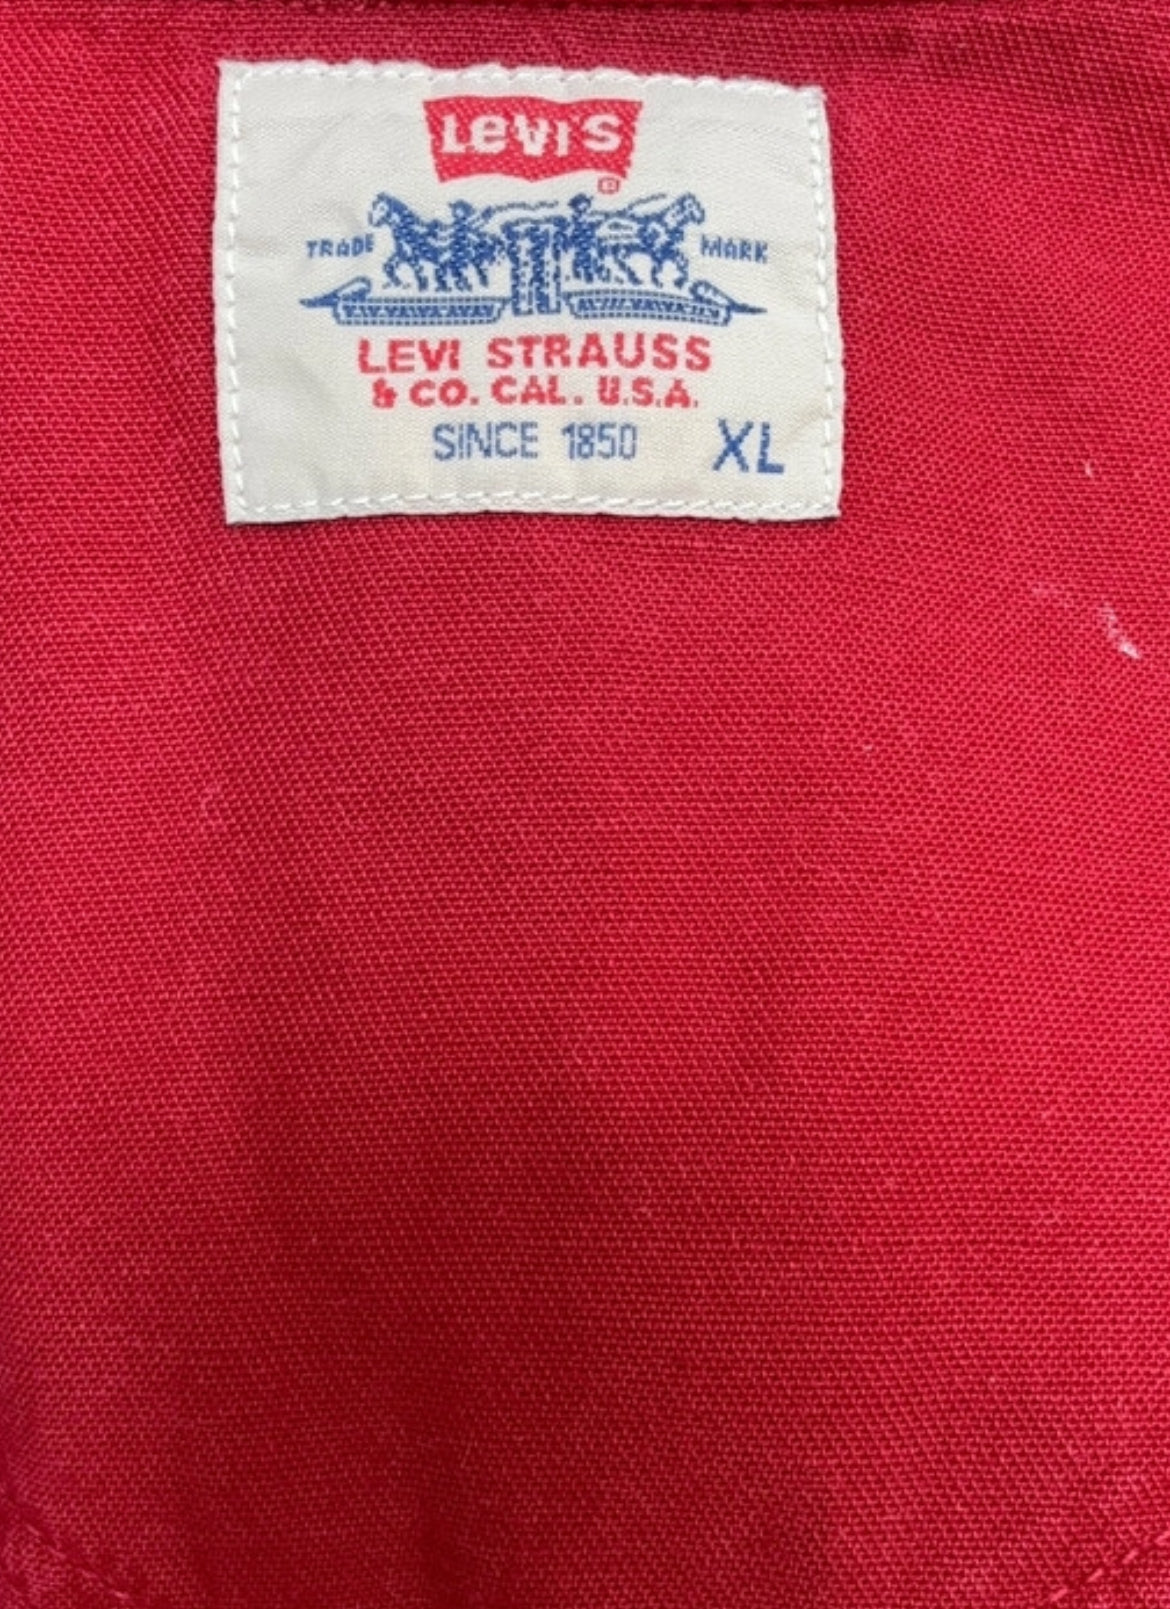 LEVI'S
®
TRADE MARK
LEVI STRAUSS
& CO. CAL. U.S.A.
SINCE 1850 XL